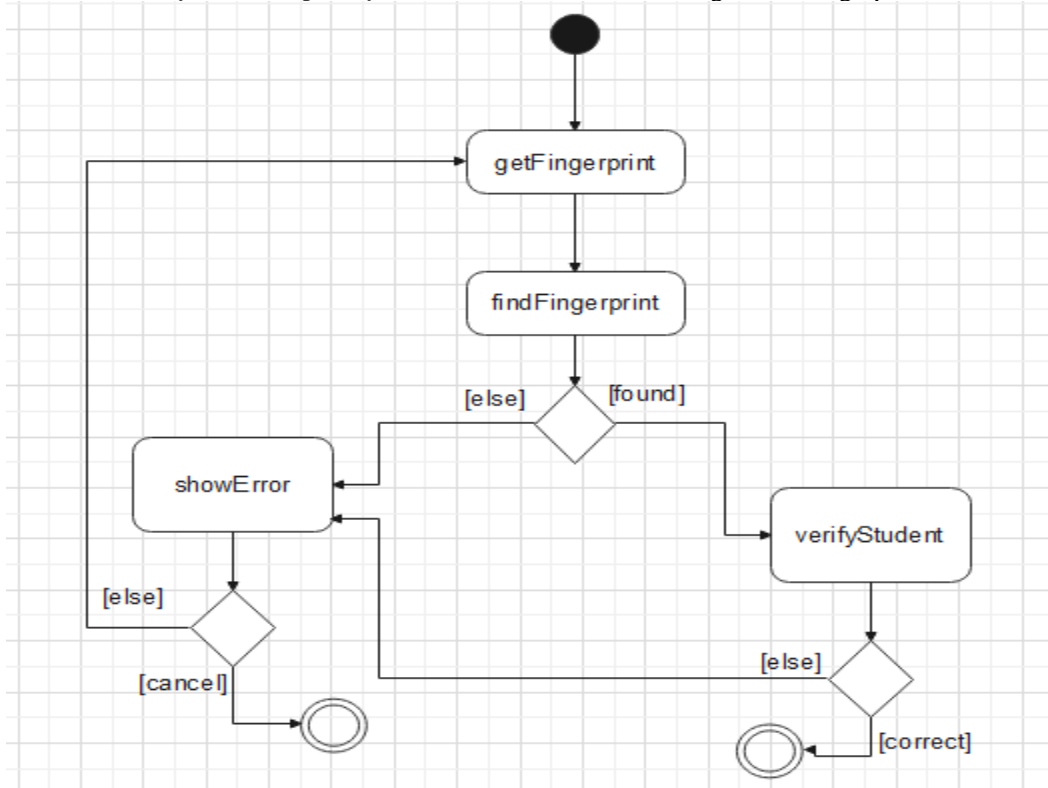 getFingerprint
findFingerprint
[else]
[found]
showError
verifyStudent
[else]
[else]
[cancel]
[correct]